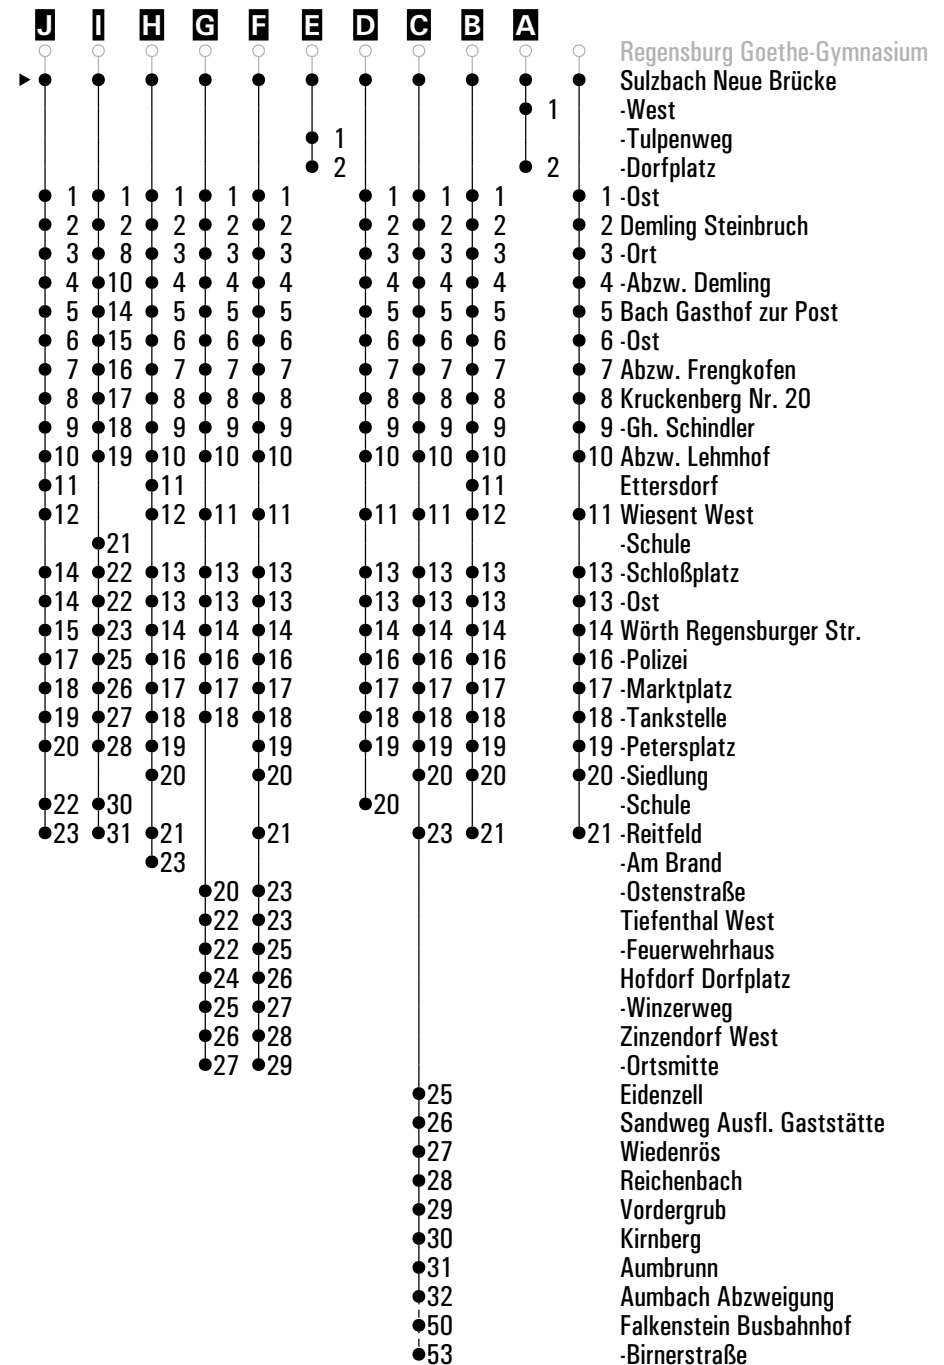 J I H G F E D C B A
Regensburg Goethe-Gymnasium
Sulzbach Neue Brücke
1 -West
1 -Tulpenweg
2 2 -Dorfplatz
1 1 1 1 1 1 1 1 1 -Ost
2 2 2 2 2 2 2 2 2 Demling Steinbruch
3 8 3 3 3 3 3 3 3 -Ort
4 10 4 4 4 4 4 4 4 -Abzw. Demling
5 14 5 5 5 5 5 5 5 Bach Gasthof zur Post
6 15 6 6 6 6 6 6 6 -Ost
7 16 7 7 7 7 7 7 7 Abzw. Frengkofen
8 17 8 8 8 8 8 8 8 Kruckenberg Nr. 20
9 18 9 9 9 9 9 9 9 -Gh. Schindler
10 19 10 10 10 10 10 10 10 Abzw. Lehmhof
11 11 11 Ettersdorf
12 12 11 11 11 11 12 11 Wiesent West
21 -Schule
14 22 13 13 13 13 13 13 13 -Schloßplatz
14 22 13 13 13 13 13 13 13 -Ost
15 23 14 14 14 14 14 14 14 Wörth Regensburger Str.
17 25 16 16 16 16 16 16 16 -Polizei
18 26 17 17 17 17 17 17 17 -Marktplatz
19 27 18 18 18 18 18 18 18 -Tankstelle
20 28 19 19 19 19 19 19 -Petersplatz
20 20 20 20 20 -Siedlung
22 30 20 -Schule
23 31 21 21 23 21 21 -Reitfeld
23 -Am Brand
20 23 -Ostenstraße
22 23 Tiefenthal West
22 25 -Feuerwehrhaus
24 26 Hofdorf Dorfplatz
25 27 -Winzerweg
26 28 Zinzendorf West
27 29 -Ortsmitte
25 Eidenzell
26 Sandweg Ausfl. Gaststätte
27 Wiedenrös
28 Reichenbach
29 Vordergrub
30 Kirnberg
31 Aumbrunn
32 Aumbach Abzweigung
50 Falkenstein Busbahnhof
53 -Birnerstraße